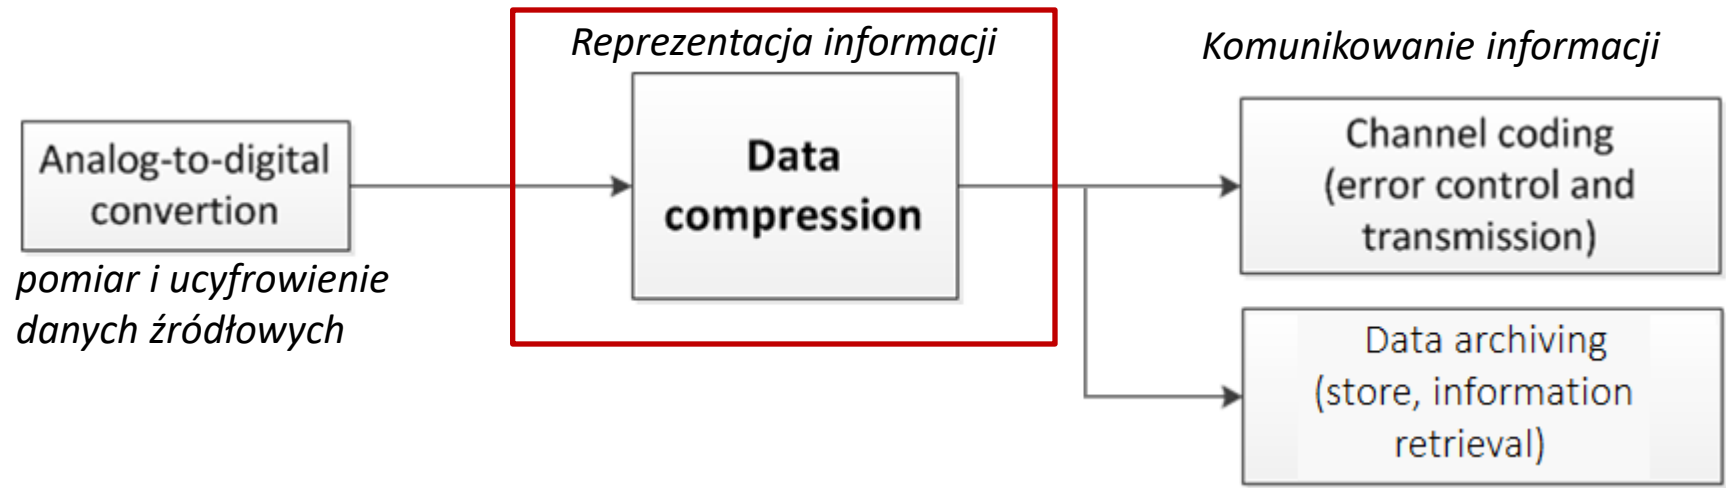 Reprezentacja informacji
Komunikowanie informacji
Analog-to-digital
convertion
pomiar i ucyfrowienie
danych źródłowych
Data
compression
Channel coding
(error control and
transmission)
Data archiving
(store, information
retrieval)